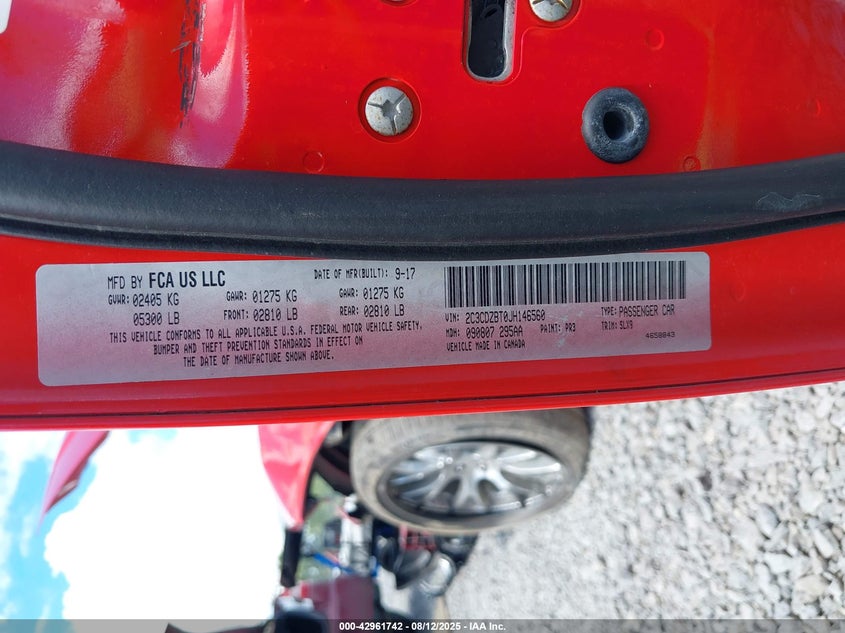 MFD BY FCA US LLC
DATE OF MFR(BUILT): 9-17
GVWR: 02405 KG
GAWR: 01275 KG
GAWR: 01275 KG
05300 LB
FRONT: 02810 LB
REAR: 02810 LB
THIS VEHICLE CONFORMS TO ALL APPLICABLE U.S.A. FEDERAL MOTOR VEHICLE SAFETY,
BUMPER AND THEFT PREVENTION STANDARDS IN EFFECT ON
THE DATE OF MANUFACTURE SHOWN ABOVE.
VIN: 2C3CDZBT0JH146560
TYPE: PASSENGER CAR
MDH: 090807 295AA
PAINT: PR3
TRIM: 5LX9
VEHICLE MADE IN CANADA
4658843
000-42961742 - 08/12/2025 - IAA Inc.